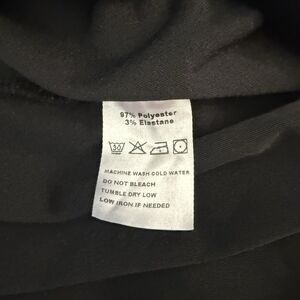 97% Polyester
3% Elastane
30
MACHINE WASH COLD WATER
DO NOT BLEACH
TUMBLE DRY LOW
LOW IRON IF NEEDED